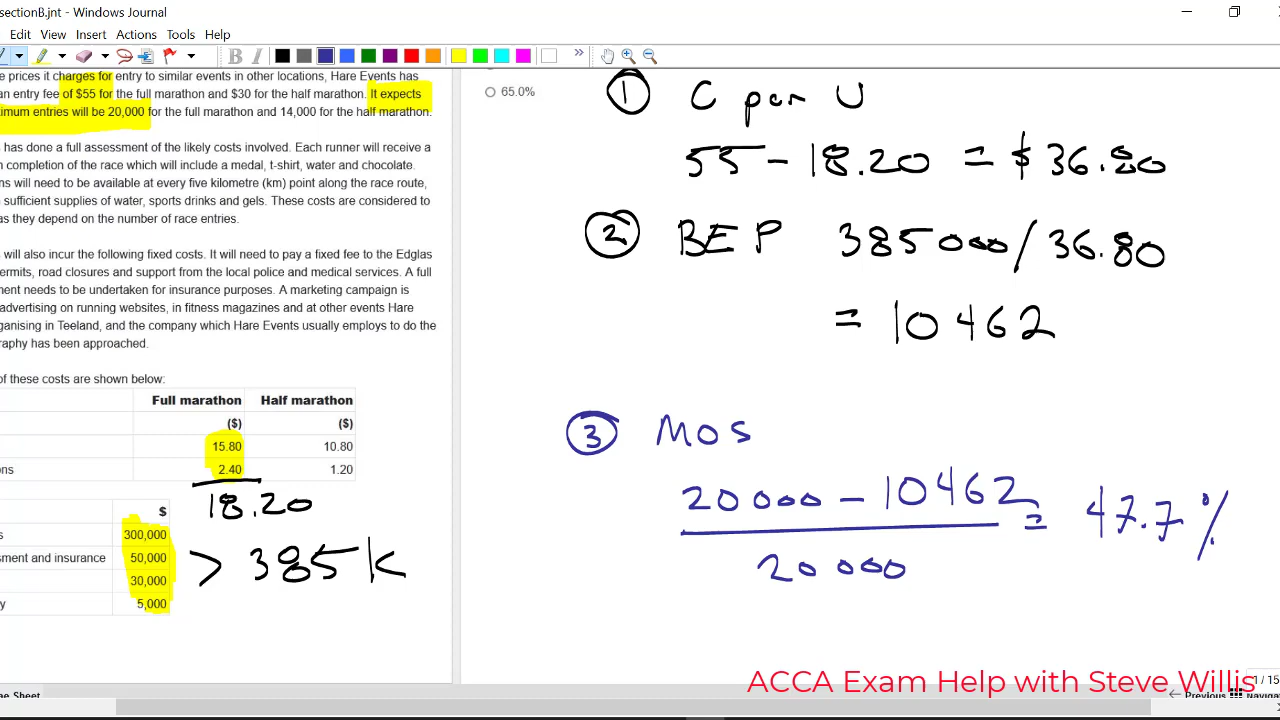 sectionB.jnt - Windows Journal
Edit View Insert Actions Tools Help
e prices it charges for entry to similar events in other locations, Hare Events has
an entry fee of $55 for the full marathon and $30 for the half marathon. It expects
imum entries will be 20,000 for the full marathon and 14,000 for the half marathon.
has done a full assessment of the likely costs involved. Each runner will receive a
n completion of the race which will include a medal, t-shirt, water and chocolate.
ns will need to be available at every five kilometre (km) point along the race route,
sufficient supplies of water, sports drinks and gels. These costs are considered to
as they depend on the number of race entries.
will also incur the following fixed costs. It will need to pay a fixed fee to the Edglas
ermits, road closures and support from the local police and medical services. A full
ment needs to be undertaken for insurance purposes. A marketing campaign is
advertising on running websites, in fitness magazines and at other events Hare
rganising in Teeland, and the company which Hare Events usually employs to do the
graphy has been approached.
of these costs are shown below:
Full marathon Half marathon
($) ($)
15.80 10.80
ons 2.40 1.20
18.20
$
s 300,000
sment and insurance 50,000
30,000
y 5,000
> 385 K
65.0%
1 C per U
55 - 18.20 = $36.80
2 BEP 385000/36.80
= 10462
3 MOS
20000 - 10462 = 47.7%
20000
ACCA Exam Help with Steve Willis
ae Sheet
1 / 15
Previous